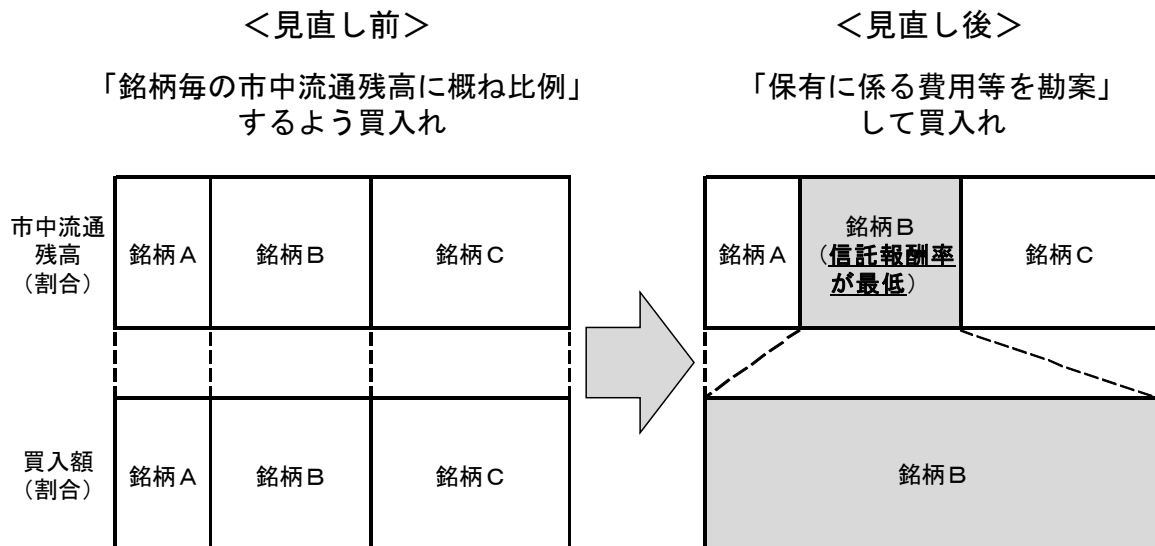 ＜見直し前＞
「銘柄毎の市中流通残高に概ね比例」
するよう買入れ
市中流通
残高
（割合）
銘柄Ａ
銘柄Ｂ
銘柄Ｃ
買入額
（割合）
銘柄Ａ
銘柄Ｂ
銘柄Ｃ
＜見直し後＞
「保有に係る費用等を勘案」
して買入れ
銘柄Ａ
銘柄Ｂ
（信託報酬率
が最低）
銘柄Ｃ
銘柄Ｂ